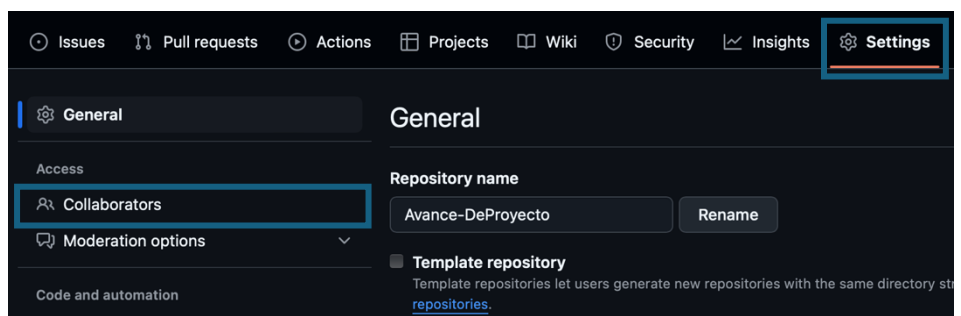 Issues Pull requests Actions Projects Wiki Security Insights Settings
General
Access
Collaborators
Moderation options
Code and automation
General
Repository name
Avance-DeProyecto Rename
Template repository
Template repositories let users generate new repositories with the same directory str
repositories.